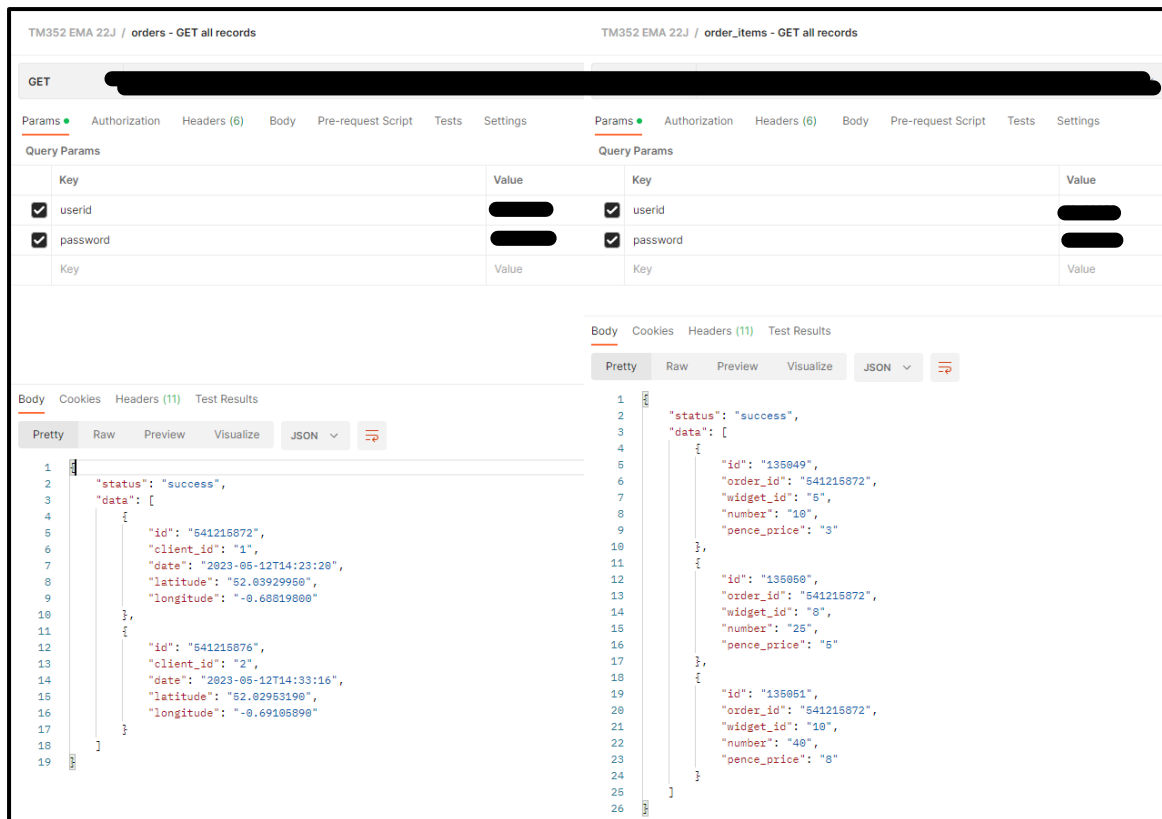 TM352 EMA 22J / orders - GET all records
GET
Params Authorization Headers (6) Body Pre-request Script Tests Settings
Query Params
Key Value
userid
password
Key Value
Body Cookies Headers (11) Test Results
Pretty Raw Preview Visualize JSON
1 {
2 "status": "success",
3 "data": [
4 {
5 "id": "541215872",
6 "client_id": "1",
7 "date": "2023-05-12T14:23:20",
8 "latitude": "52.03929950",
9 "longitude": "-0.68819800"
10 },
11 {
12 "id": "541215876",
13 "client_id": "2",
14 "date": "2023-05-12T14:33:16",
15 "latitude": "52.02953190",
16 "longitude": "-0.69105890"
17 }
18 ]
19 }
TM352 EMA 22J / order_items - GET all records
Params Authorization Headers (6) Body Pre-request Script Tests Settings
Query Params
Key Value
userid
password
Key Value
Body Cookies Headers (11) Test Results
Pretty Raw Preview Visualize JSON
1 {
2 "status": "success",
3 "data": [
4 {
5 "id": "135049",
6 "order_id": "541215872",
7 "widget_id": "5",
8 "number": "10",
9 "pence_price": "3"
10 },
11 {
12 "id": "135050",
13 "order_id": "541215872",
14 "widget_id": "8",
15 "number": "25",
16 "pence_price": "5"
17 },
18 {
19 "id": "135051",
20 "order_id": "541215872",
21 "widget_id": "10",
22 "number": "40",
23 "pence_price": "8"
24 }
25 ]
26 }